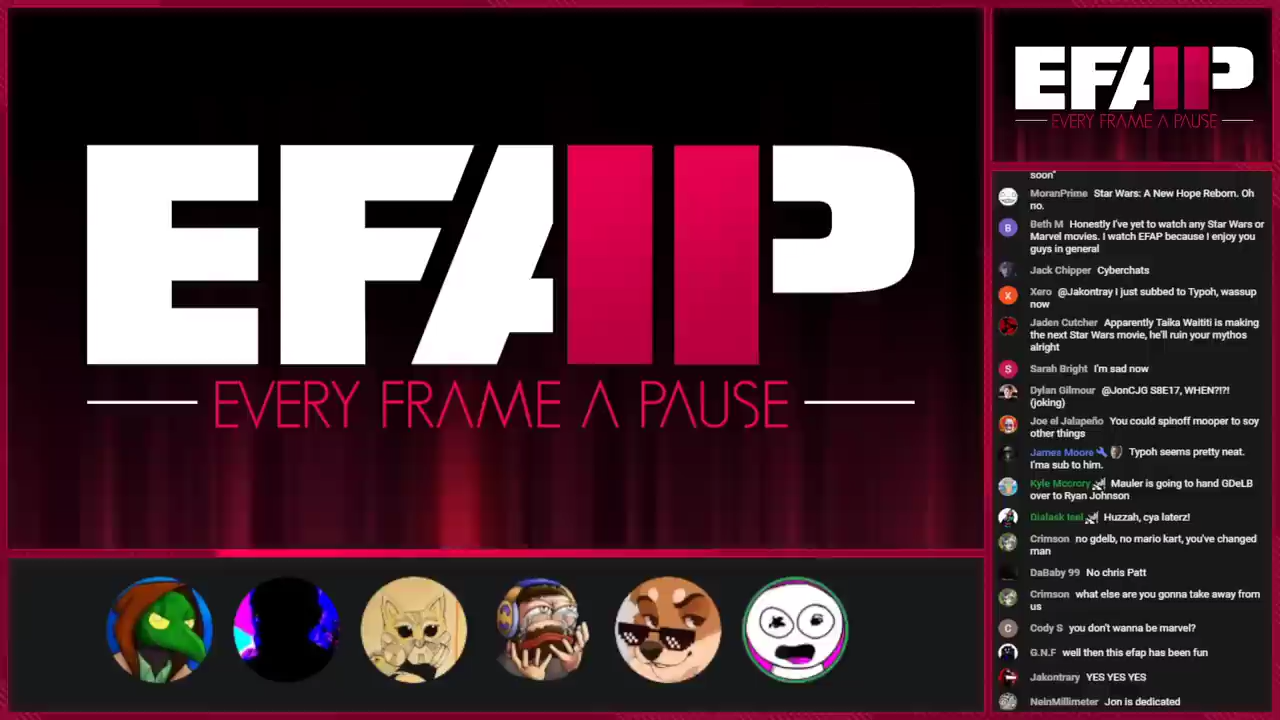 EFAP
EVERY FRAME A PAUSE
EFAP
EVERY FRAME A PAUSE
soon"
MoranPrime Star Wars: A New Hope Reborn. Oh
no.
B
Beth M Honestly I've yet to watch any Star Wars or
Marvel movies. I watch EFAP because I enjoy you
guys in general
Jack Chipper Cyberchats
X
Xero @Jakontray I just subbed to Typoh, wassup
now
Jaden Cutcher Apparently Taika Waititi is making
the next Star Wars movie, he'll ruin your mythos
alright
S
Sarah Bright I'm sad now
Dylan Gilmour @JonCJG S8E17, WHEN?!?!
(joking)
Joe el Jalapeño You could spinoff mooper to soy
other things
James Moore Typoh seems pretty neat.
I'ma sub to him.
Kyle Mccrory Mauler is going to hand GDeLB
over to Ryan Johnson
Huzzah, cya laterz!
Crimson no gdelb, no mario kart, you've changed
man
DaBaby 99 No chris Patt
Crimson what else are you gonna take away from
us
C
Cody S you don't wanna be marvel?
G.N.F well then this efap has been fun
Jakontrary YES YES YES
NeinMillimeter Jon is dedicated